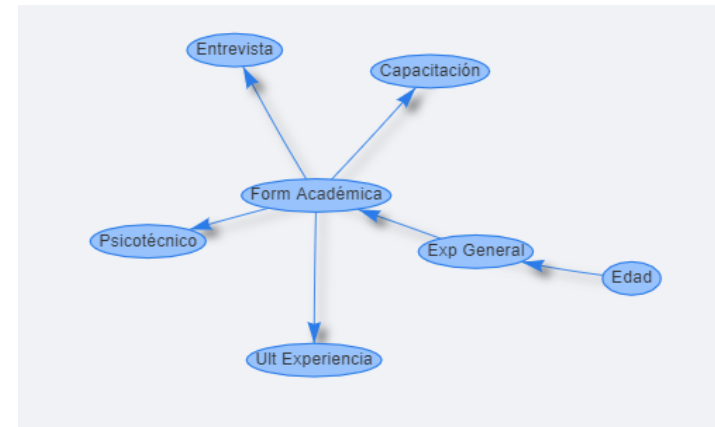 Entrevista
Capacitación
Form Académica
Psicotécnico
Exp General
Edad
Ult Experiencia